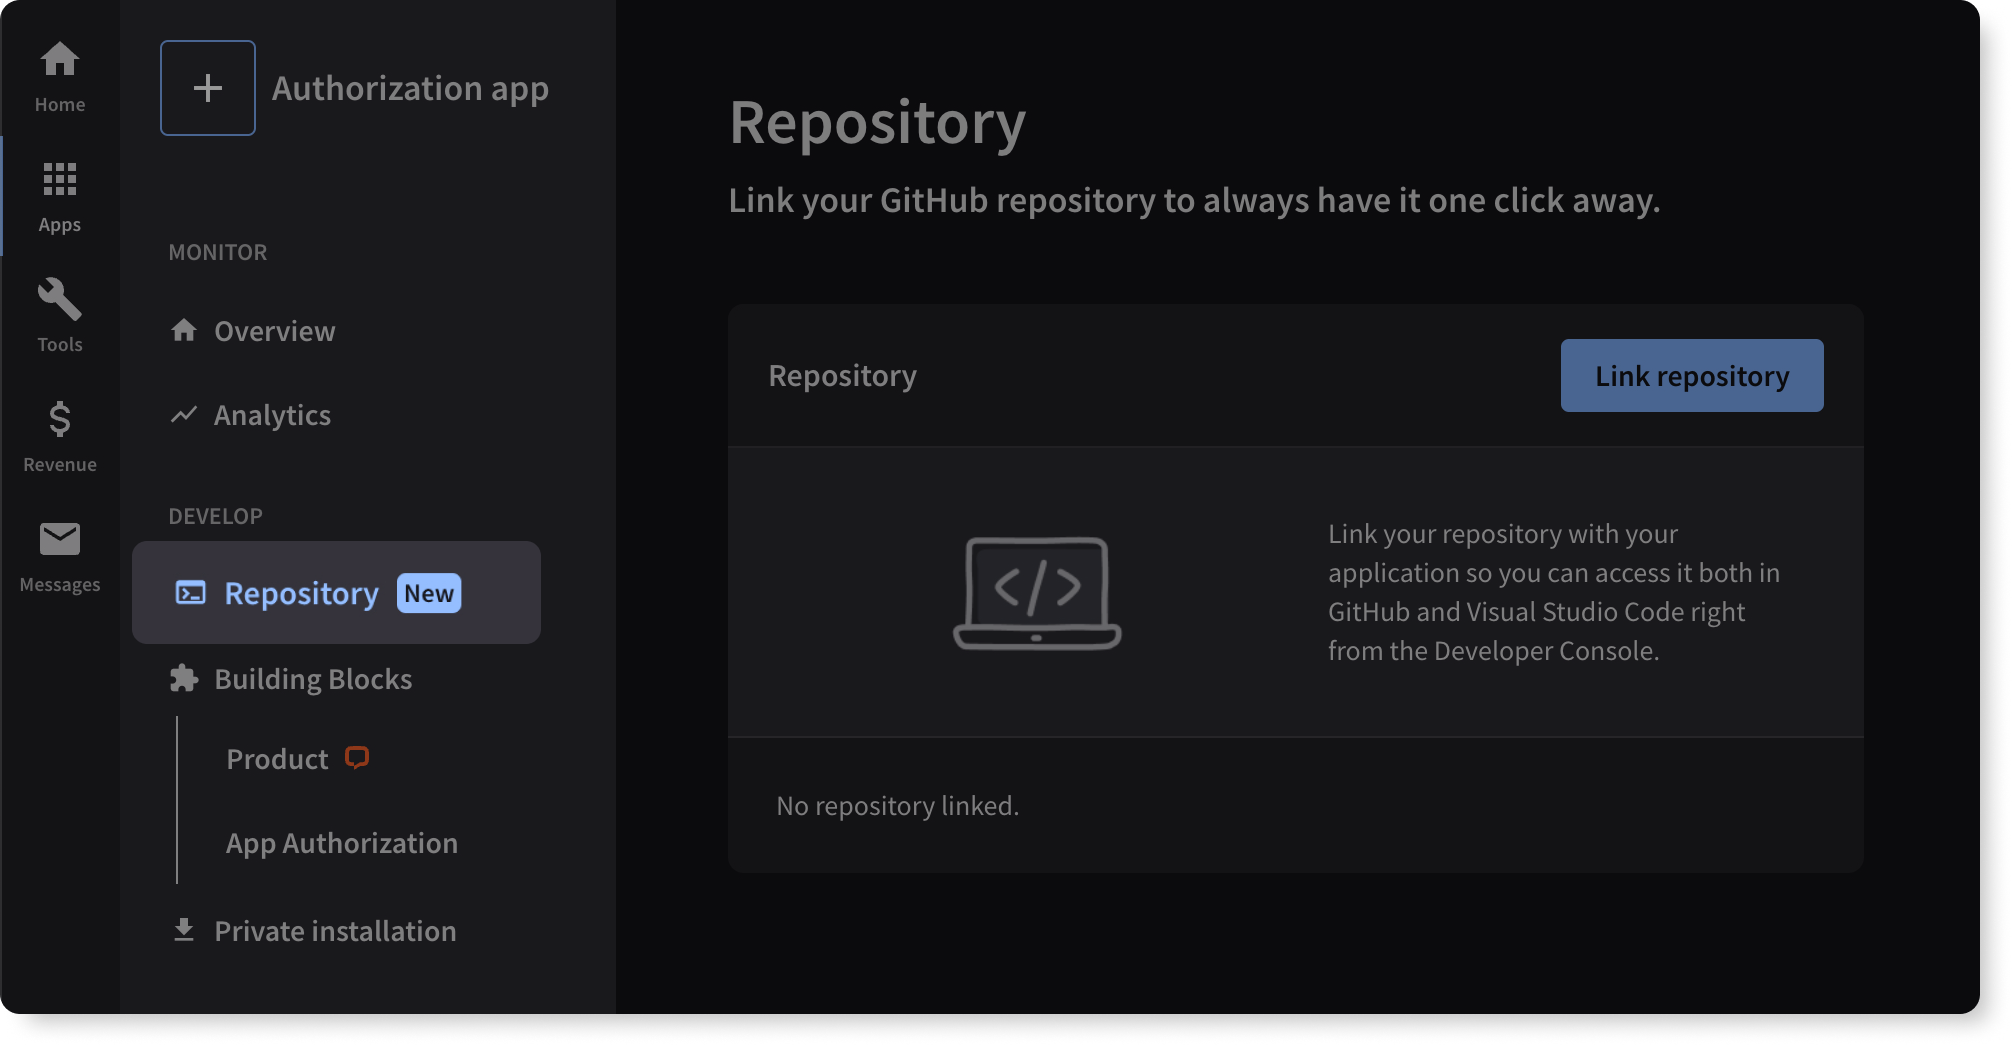 Home
Apps
Tools
Revenue
Messages
Authorization app
MONITOR
Overview
Analytics
DEVELOP
Repository New
Building Blocks
Product
App Authorization
Private installation
Repository
Link your GitHub repository to always have it one click away.
Repository
Link repository
</>
Link your repository with your
application so you can access it both in
GitHub and Visual Studio Code right
from the Developer Console.
No repository linked.